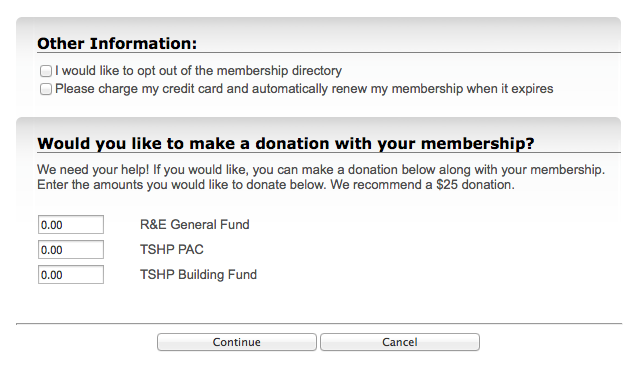 Other Information:
I would like to opt out of the membership directory
Please charge my credit card and automatically renew my membership when it expires
Would you like to make a donation with your membership?
We need your help! If you would like, you can make a donation below along with your membership.
Enter the amounts you would like to donate below. We recommend a $25 donation.
0.00 R&E General Fund
0.00 TSHP PAC
0.00 TSHP Building Fund
Continue Cancel